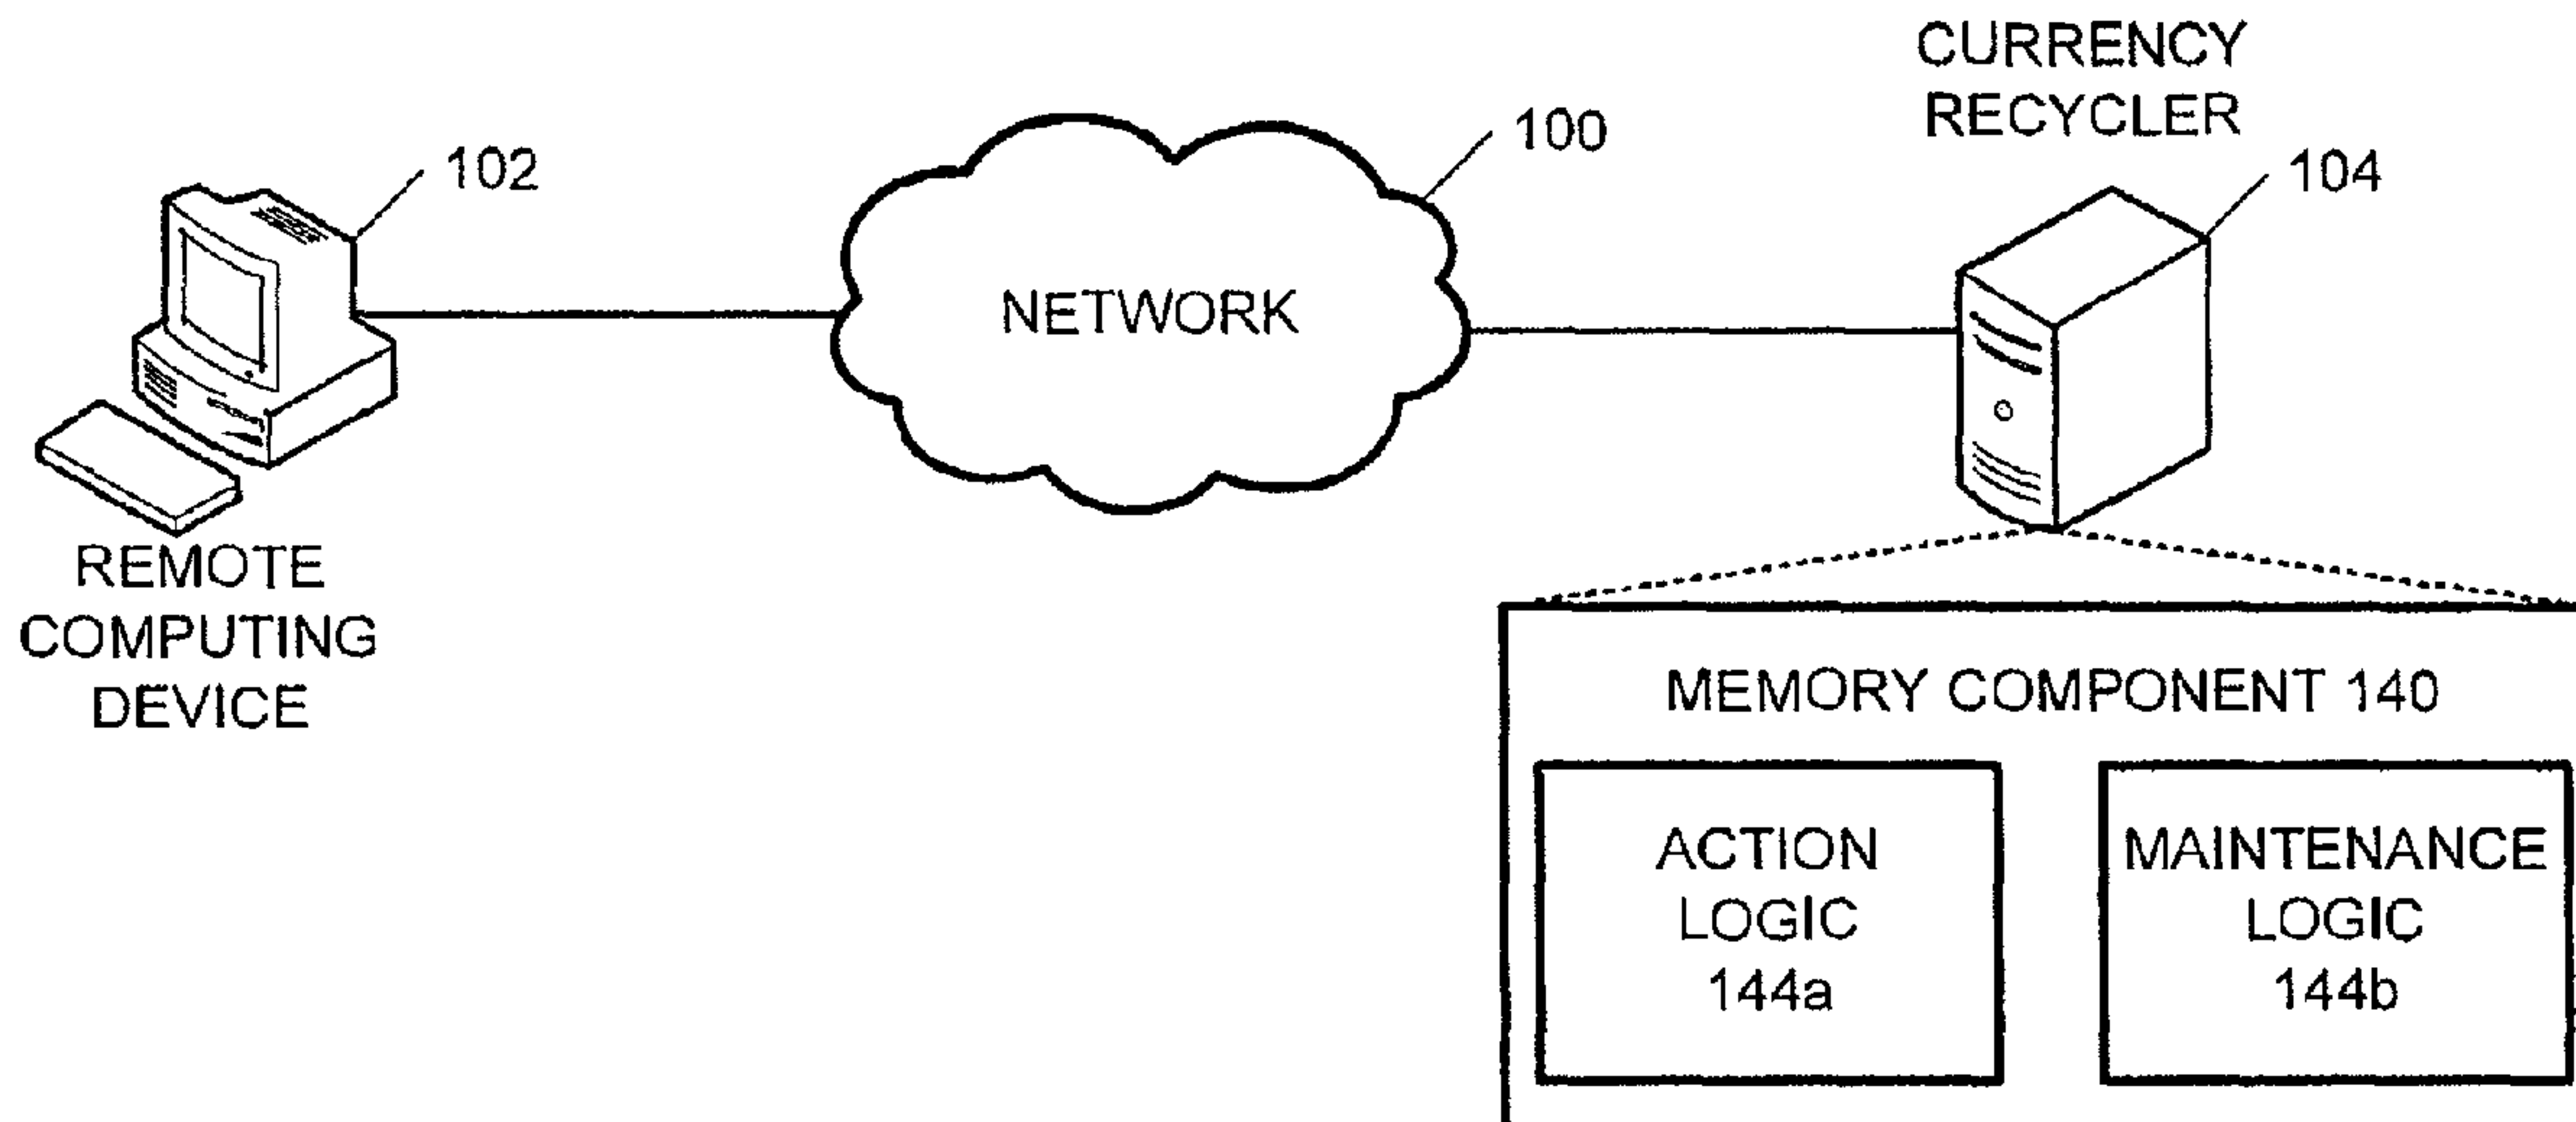 102
REMOTE
COMPUTING
DEVICE
100
NETWORK
CURRENCY
RECYCLER
104
MEMORY COMPONENT 140
ACTION
LOGIC
144a
MAINTENANCE
LOGIC
144b